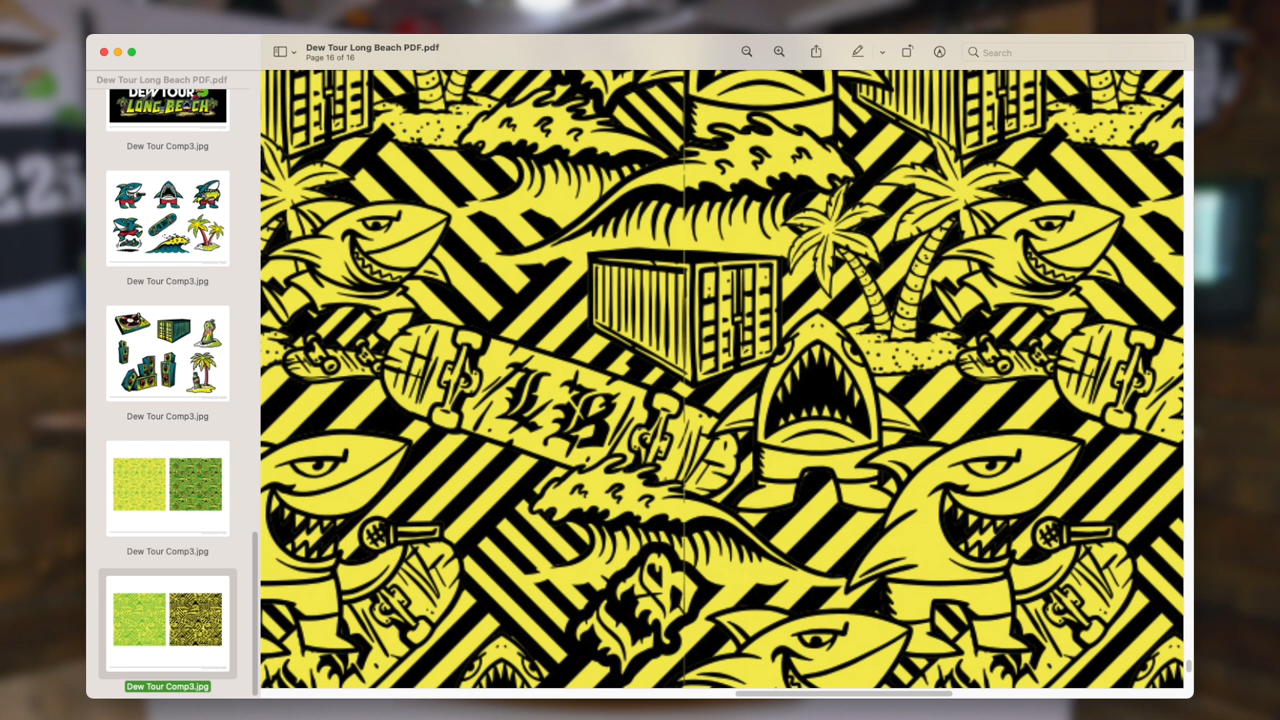 Dew Tour Long Beach PDF.pdf
Page 16 of 16
Search
Dew Tour Long Beach PDF.pdf
DEW TOUR
LONG BEACH
Dew Tour Comp3.jpg
Dew Tour Comp3.jpg
Dew Tour Comp3.jpg
Dew Tour Comp3.jpg
Dew Tour Comp3.jpg
LB